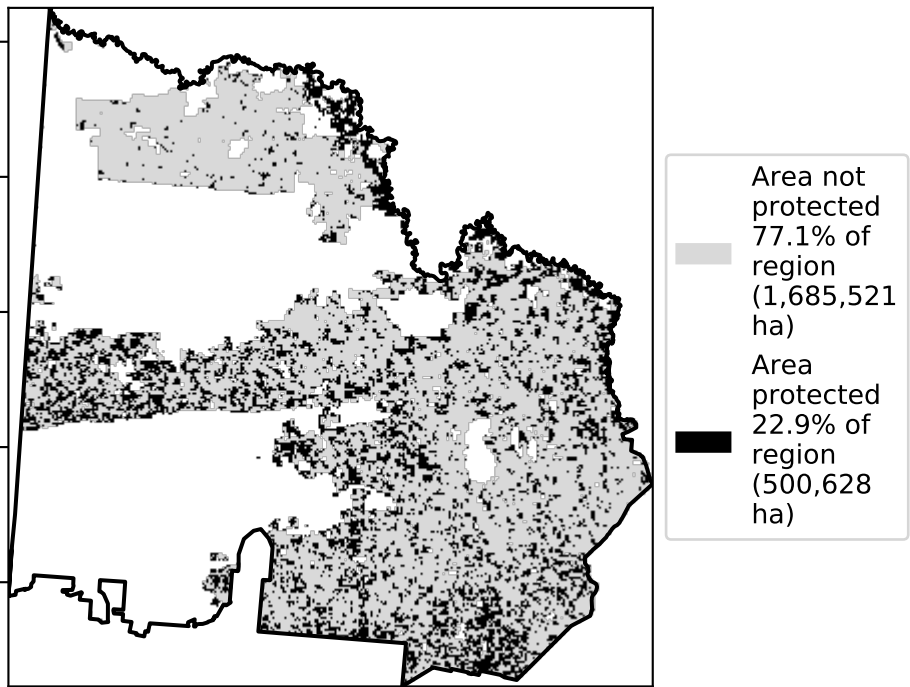 Area not
protected
77.1% of
region
(1,685,521
ha)
Area
protected
22.9% of
region
(500,628
ha)